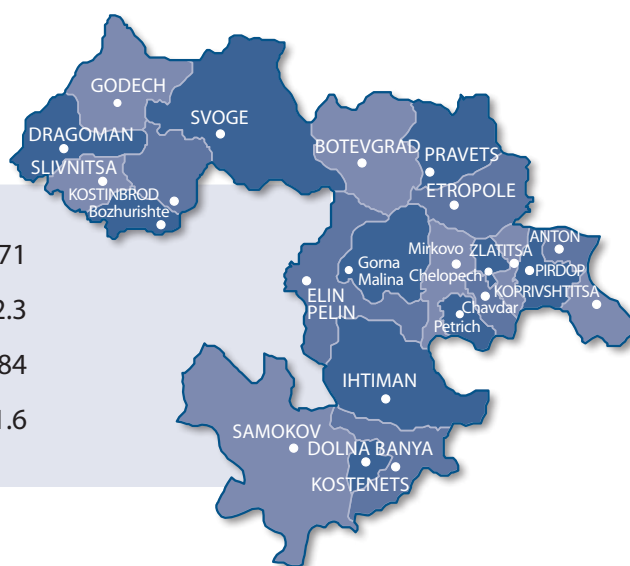 GODECH
SVOGE
DRAGOMAN
SLIVNITSA
KOSTINBROD
Bozhurishte
BOTEVGRAD
PRAVETS
ETROPOLE
ANTON
Mirkovo
ZLATITSA
Gorna
Malina
Chelopech
PIRDOP
KOPRIVSHTITSA
ELIN
PELIN
Chavdar
Petrich
IHTIMAN
SAMOKOV
DOLNA BANYA
KOSTENETS
71
2.3
84
1.6